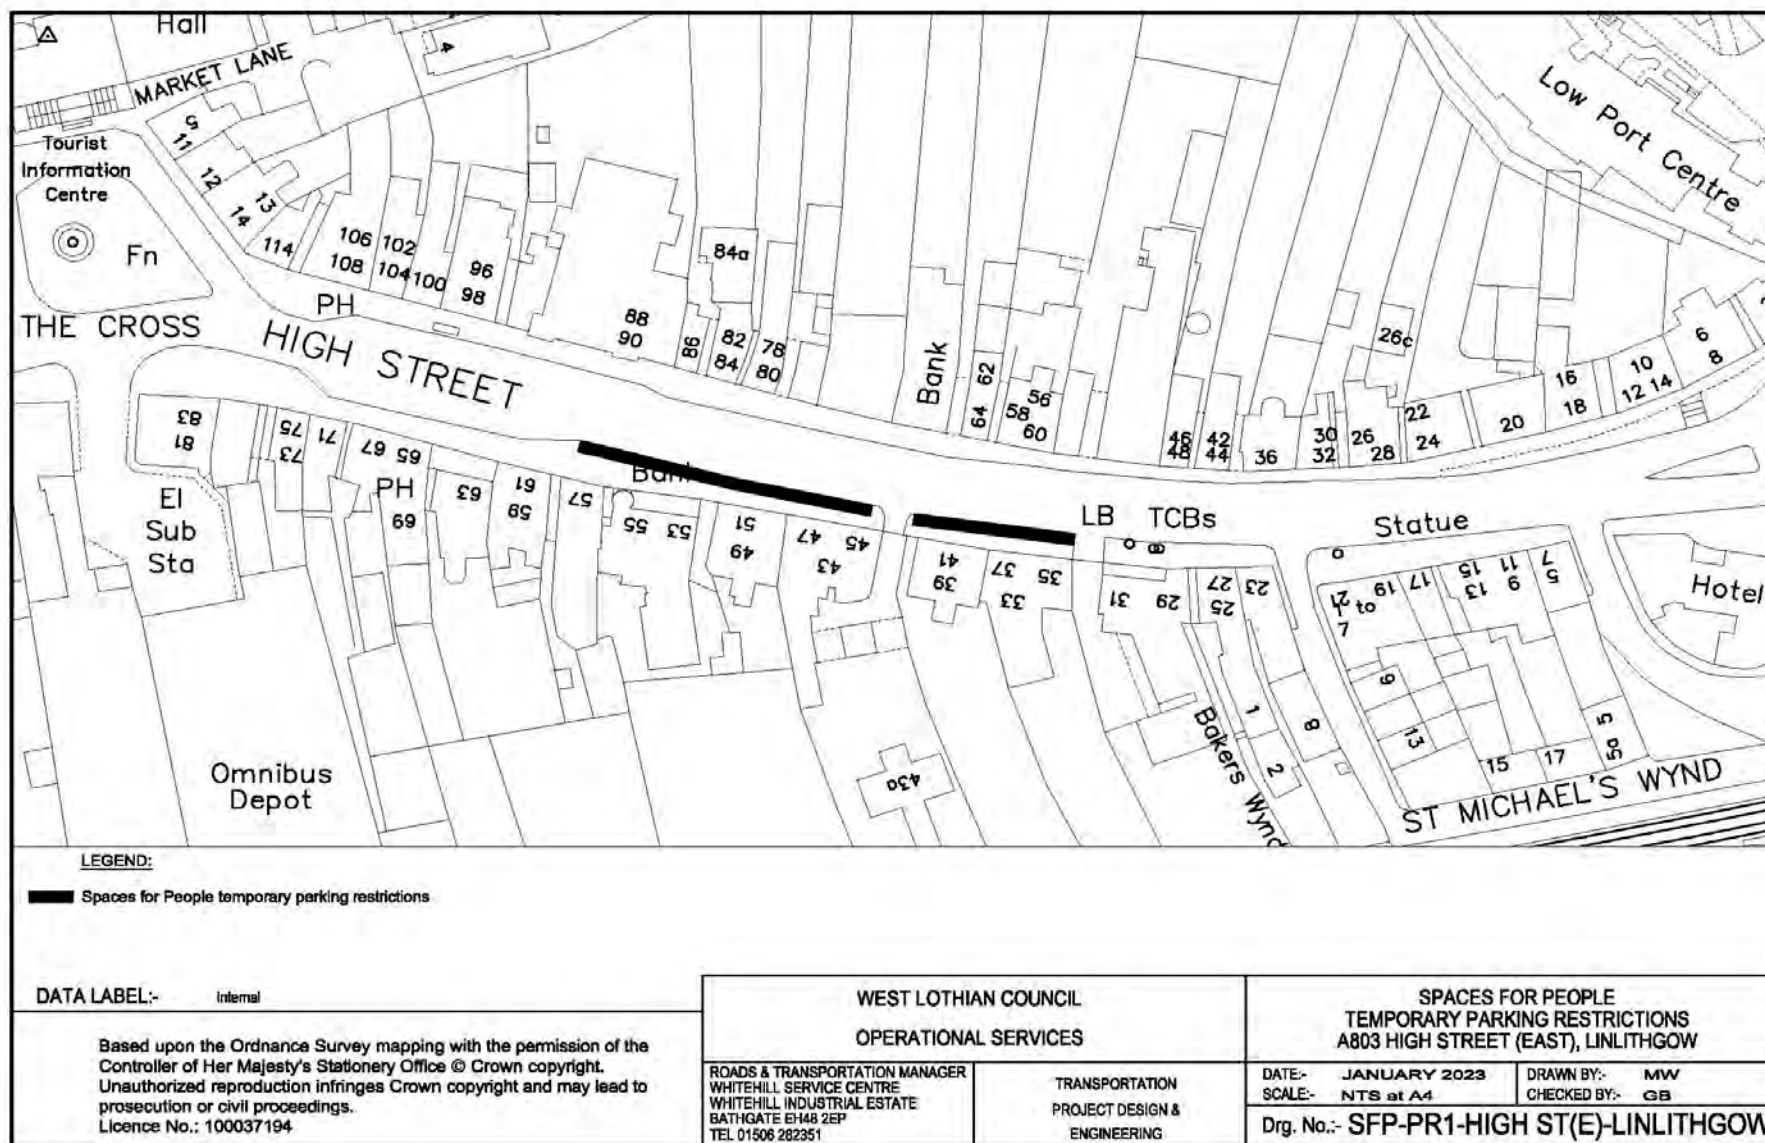 Hall
MARKET LANE
4
5
11
Tourist
Information
Centre
12
13
14
Fn
114
106 102
108 104 100
96
98
PH
THE CROSS
HIGH STREET
88
90
86
82
84
84a
78
80
Bank
62
64
56
58
60
46
48
42
44
36
30
32
26
28
26c
22
24
20
16
18
10
12 14
6
8
Low Port Centre
83
81
75
73
71
67 65
PH
69
63
61
59
57
Bank
55 53
51
49
47 45
43
41
39
37 35
33
LB TCBs
31 29
27
25
23
Statue
21
1 to
7
19 17
15
13
11
9
7
5
Hotel
El
Sub
Sta
Omnibus
Depot
43a
Bakers Wynd
1
2
8
9
13
15 17
5
5a
ST MICHAEL'S WYND
LEGEND:
Spaces for People temporary parking restrictions
DATA LABEL:- Internal
Based upon the Ordnance Survey mapping with the permission of the
Controller of Her Majesty's Stationery Office © Crown copyright.
Unauthorized reproduction infringes Crown copyright and may lead to
prosecution or civil proceedings.
Licence No.: 100037194
WEST LOTHIAN COUNCIL
OPERATIONAL SERVICES
ROADS & TRANSPORTATION MANAGER
WHITEHILL SERVICE CENTRE
WHITEHILL INDUSTRIAL ESTATE
BATHGATE EH48 2EP
TEL 01506 282351
TRANSPORTATION
PROJECT DESIGN &
ENGINEERING
SPACES FOR PEOPLE
TEMPORARY PARKING RESTRICTIONS
A803 HIGH STREET (EAST), LINLITHGOW
DATE:- JANUARY 2023 DRAWN BY:- MW
SCALE:- NTS at A4 CHECKED BY:- GB
Drg. No.:- SFP-PR1-HIGH ST(E)-LINLITHGOW